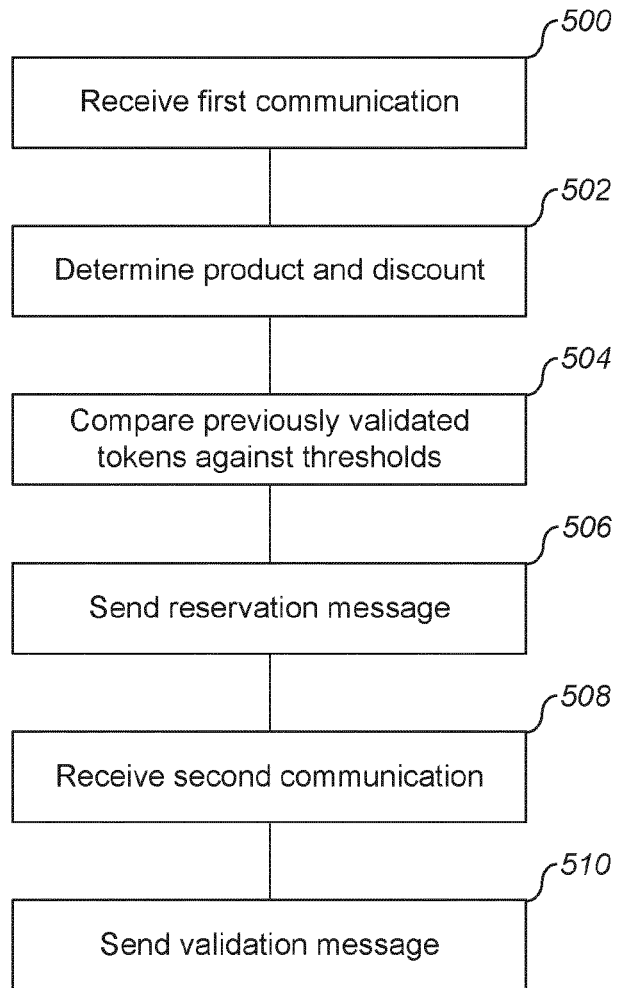 500
Receive first communication
502
Determine product and discount
504
Compare previously validated
tokens against thresholds
506
Send reservation message
508
Receive second communication
510
Send validation message